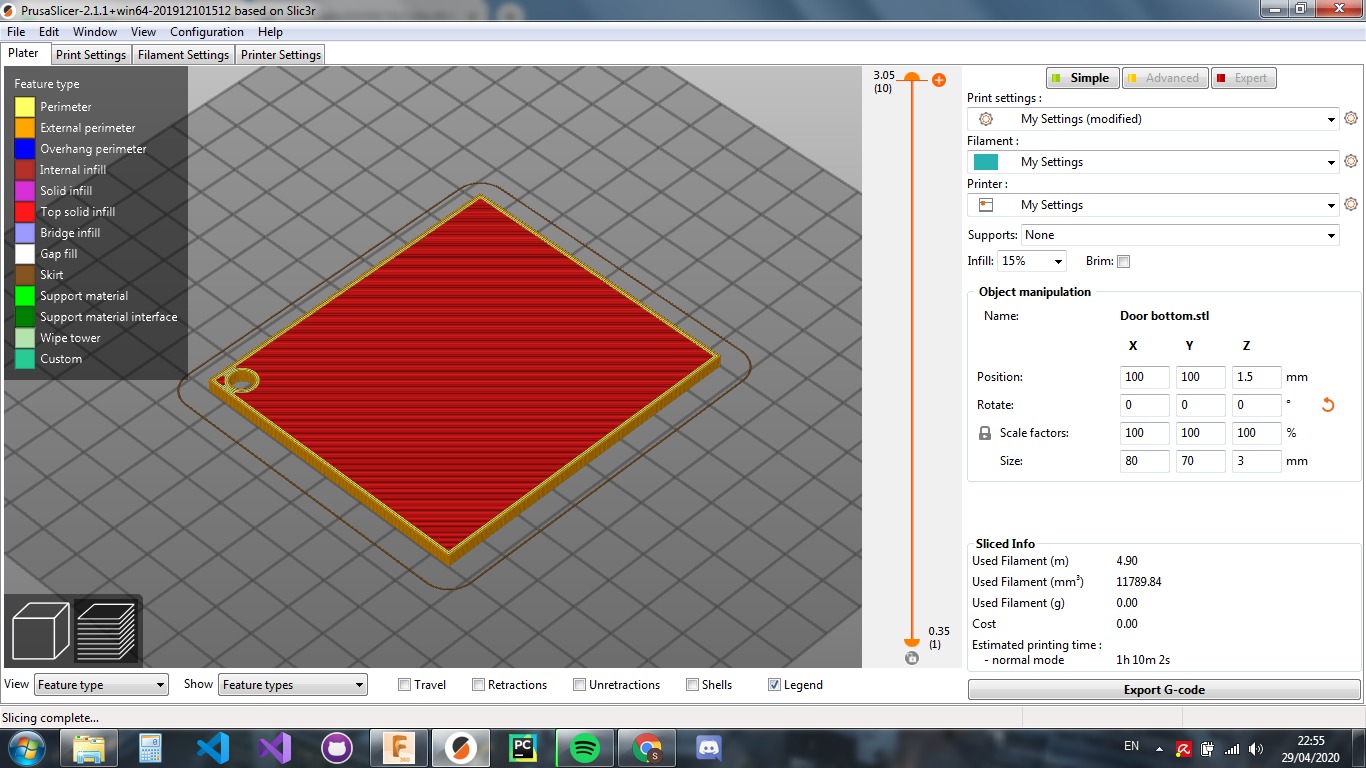 PrusaSlicer-2.1.1+win64-201912101512 based on Slic3r
File Edit Window View Configuration Help
Plater Print Settings Filament Settings Printer Settings
Feature type
Perimeter
External perimeter
Overhang perimeter
Internal infill
Solid infill
Top solid infill
Bridge infill
Gap fill
Skirt
Support material
Support material interface
Wipe tower
Custom
3.05
(10)
0.35
(1)
Simple Advanced Expert
Print settings :
My Settings (modified)
Filament :
My Settings
Printer :
My Settings
Supports: None
Infill: 15% Brim:
Object manipulation
Name: Door bottom.stl
X Y Z
Position: 100 100 1.5 mm
Rotate: 0 0 0 °
Scale factors: 100 100 100 %
Size: 80 70 3 mm
Sliced Info
Used Filament (m) 4.90
Used Filament (mm³) 11789.84
Used Filament (g) 0.00
Cost 0.00
Estimated printing time :
- normal mode 1h 10m 2s
Export G-code
View Feature type Show Feature types Travel Retractions Unretractions Shells Legend
Slicing complete...
F
360
PC
S
EN
22:55
29/04/2020